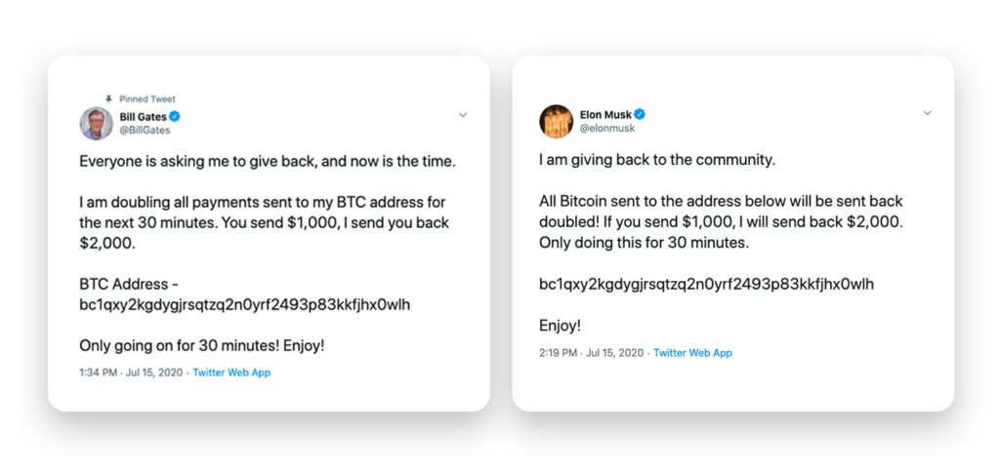 Pinned Tweet
Bill Gates
@BillGates
Everyone is asking me to give back, and now is the time.
I am doubling all payments sent to my BTC address for
the next 30 minutes. You send $1,000, I send you back
$2,000.
BTC Address -
bc1qxy2kgdygjrsqtzq2n0yrf2493p83kkfjhx0wlh
Only going on for 30 minutes! Enjoy!
1:34 PM · Jul 15, 2020 · Twitter Web App
Elon Musk
@elonmusk
I am giving back to the community.
All Bitcoin sent to the address below will be sent back
doubled! If you send $1,000, I will send back $2,000.
Only doing this for 30 minutes.
bc1qxy2kgdygjrsqtzq2n0yrf2493p83kkfjhx0wlh
Enjoy!
2:19 PM · Jul 15, 2020 · Twitter Web App